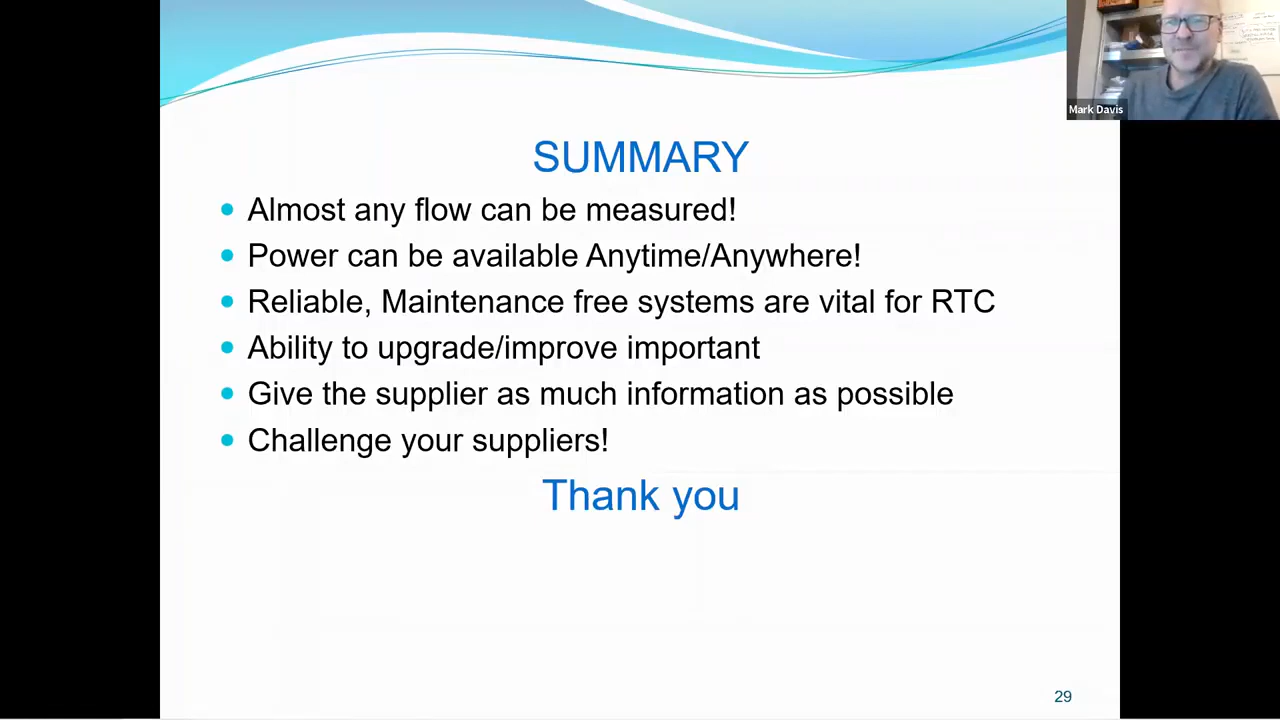 Mark Davis
SUMMARY
Almost any flow can be measured!
Power can be available Anytime/Anywhere!
Reliable, Maintenance free systems are vital for RTC
Ability to upgrade/improve important
Give the supplier as much information as possible
Challenge your suppliers!
Thank you
29